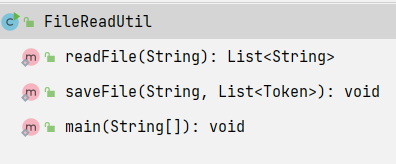 FileReadUtil
readFile(String): List<String>
saveFile(String, List<Token>): void
main(String[]): void